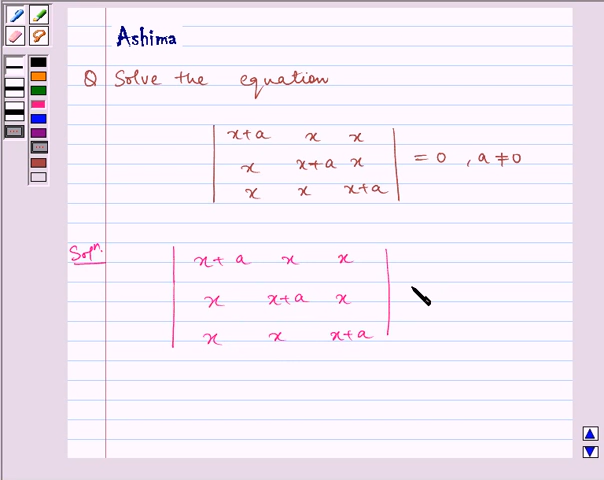 Ashima
Q Solve the equation
| x+a x x |
| x x+a x | = 0 , a ≠ 0
| x x x+a |
Solⁿ.
| x+a x x |
| x x+a x |
| x x x+a |